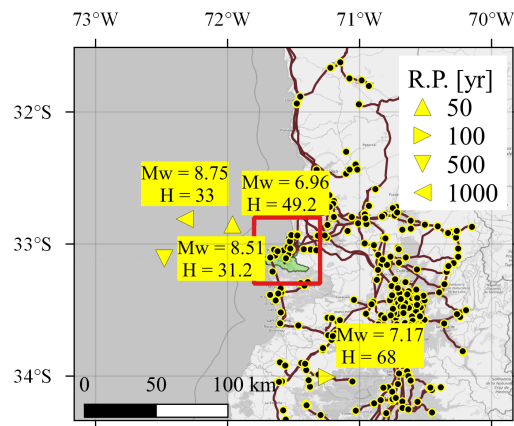 73°W 72°W 71°W 70°W
32°S
33°S
34°S
R.P. [yr]
50
100
500
1000
Mw = 8.75
H = 33
Mw = 6.96
H = 49.2
Mw = 8.51
H = 31.2
Mw = 7.17
H = 68
0 50 100 km